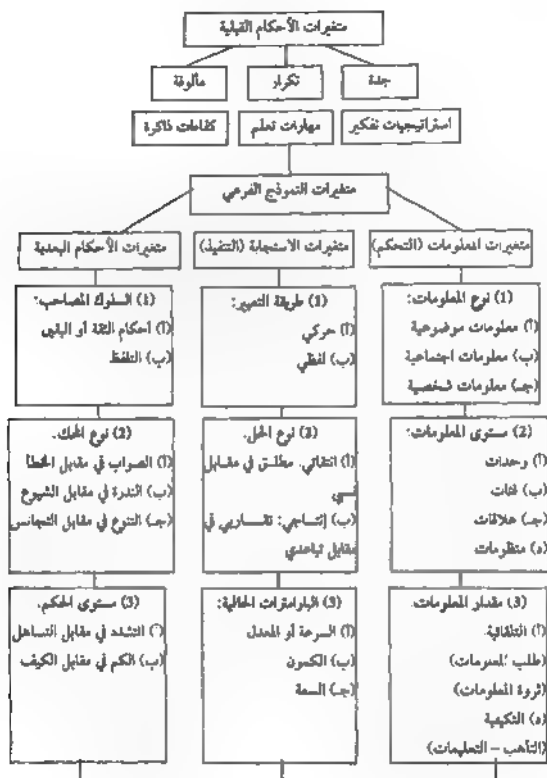 متغيرات الأحكام القبلية
جدة
تكرار
مألوفة
استراتيجيات تفكير
مهارات تعلم
كفاءات ذاكرة
متغيرات النموذج الفرعي
متغيرات المعلومات (التحكم)
متغيرات الاستجابة (التنفيذ)
متغيرات الأحكام البعدية
(1) نوع المعلومات:
(أ) معلومات موضوعية
(ب) معلومات اجتماعية
(جـ) معلومات شخصية
(1) طريقة التعبير:
(أ) حركي
(ب) لفظي
(1) السلوك المصاحب:
(أ) أحكام الثقة أو اليقين
(ب) التلفظ
(2) مستوى المعلومات:
(أ) وحدات
(ب) فئات
(جـ) علاقات
(د) منظومات
(2) نوع الحل:
(أ) انتقائي: مطلق في مقابل
نسبي
(ب) إنتاجي: تقاربي في
مقابل تباعدي
(2) نوع المحك.
(أ) الصواب في مقابل الخطأ
(ب) الندرة في مقابل الشيوع
(جـ) التنوع في مقابل التجانس
(3) مقدار المعلومات.
(أ) التلقائية.
(طلب المعلومات)
(ثروة المعلومات)
(د) التكيفية
(التأهب – التعليمات)
(3) البارامترات الحالية:
(أ) السرعة أو المعدل
(ب) الكمون
(جـ) السعة
(3) مستوى الحكم.
(أ) التشدد في مقابل التساهل
(ب) الكم في مقابل الكيف